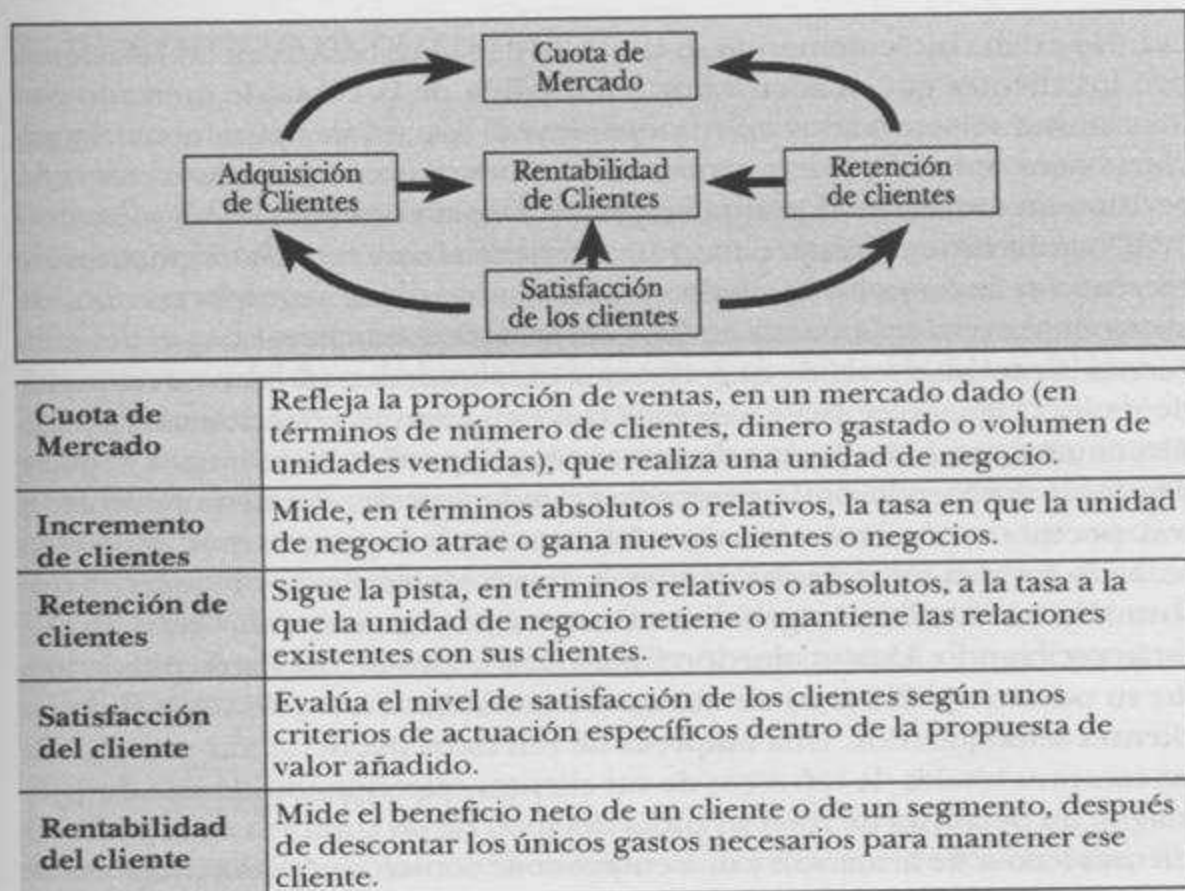 Cuota de
Mercado
Adquisición
de Clientes
Rentabilidad
de Clientes
Retención
de clientes
Satisfacción
de los clientes
Cuota de
Mercado
Refleja la proporción de ventas, en un mercado dado (en
términos de número de clientes, dinero gastado o volumen de
unidades vendidas), que realiza una unidad de negocio.
Incremento
de clientes
Mide, en términos absolutos o relativos, la tasa en que la unidad
de negocio atrae o gana nuevos clientes o negocios.
Retención de
clientes
Sigue la pista, en términos relativos o absolutos, a la tasa a la
que la unidad de negocio retiene o mantiene las relaciones
existentes con sus clientes.
Satisfacción
del cliente
Evalúa el nivel de satisfacción de los clientes según unos
criterios de actuación específicos dentro de la propuesta de
valor añadido.
Rentabilidad
del cliente
Mide el beneficio neto de un cliente o de un segmento, después
de descontar los únicos gastos necesarios para mantener ese
cliente.